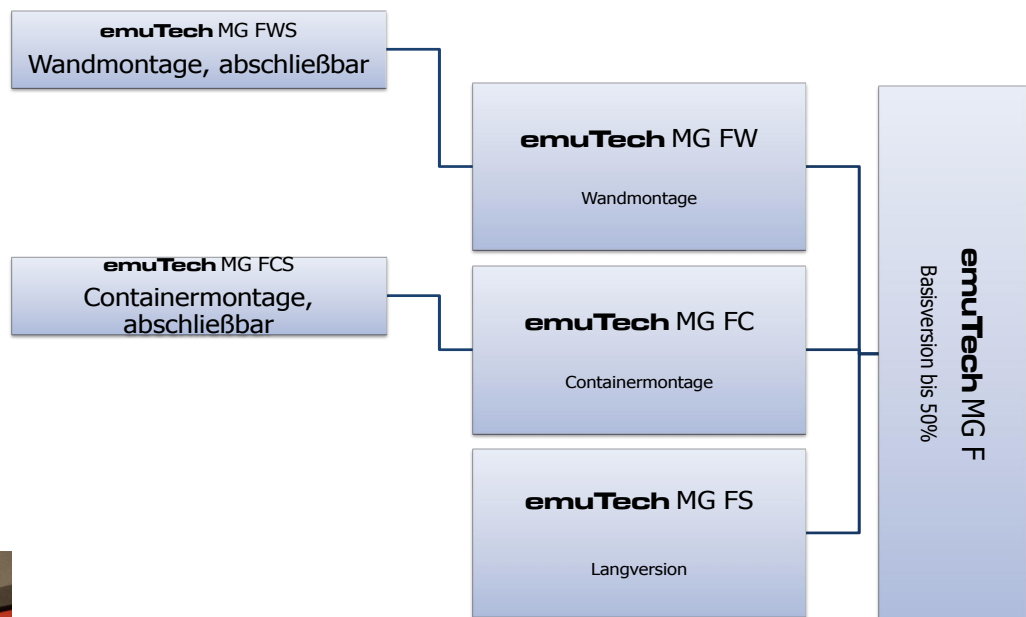 emuTech MG FWS
Wandmontage, abschließbar
emuTech MG FW
Wandmontage
emuTech MG FCS
Containermontage,
abschließbar
emuTech MG FC
Containermontage
emuTech MG FS
Langversion
emuTech MG F
Basisversion bis 50%